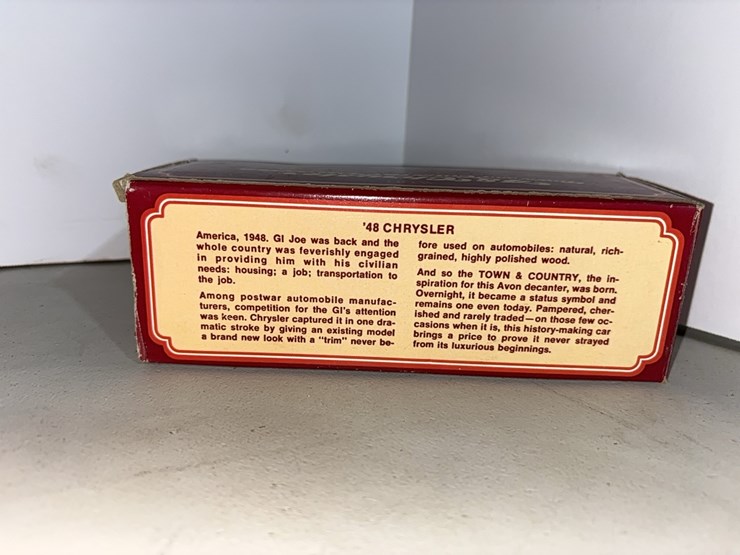 '48 CHRYSLER
America, 1948. GI Joe was back and the
whole country was feverishly engaged
in providing him with his civilian
needs: housing; a job; transportation to
the job.
Among postwar automobile manufac-
turers, competition for the GI's attention
was keen. Chrysler captured it in one dra-
matic stroke by giving an existing model
a brand new look with a "trim" never be-
fore used on automobiles: natural, rich-
grained, highly polished wood.
And so the TOWN & COUNTRY, the in-
spiration for this Avon decanter, was born.
Overnight, it became a status symbol and
remains one even today. Pampered, cher-
ished and rarely traded—on those few oc-
casions when it is, this history-making car
brings a price to prove it never strayed
from its luxurious beginnings.